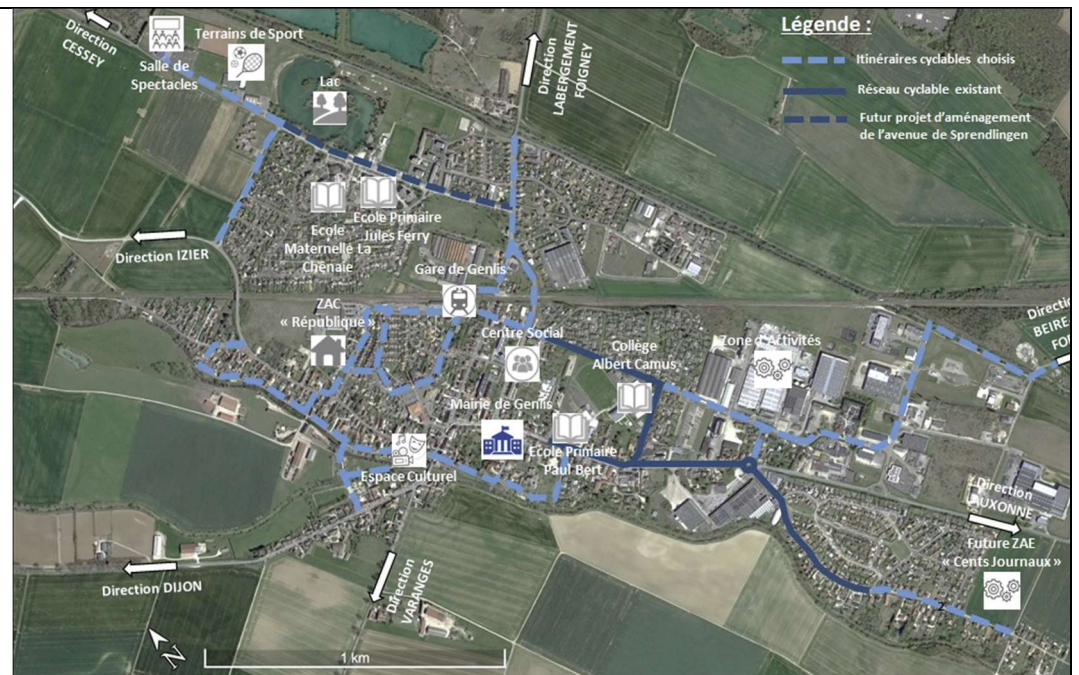 Légende :
Itinéraires cyclables choisis
Réseau cyclable existant
Futur projet d'aménagement
de l'avenue de Sprendlingen
Direction
CESSEY
Terrains de Sport
Salle de
Spectacles
Lac
Direction
LABERGEMENT
FOIGNEY
Ecole Primaire
Jules Ferry
Ecole
Maternelle La
Chênaie
Direction IZIER
Gare de Genlis
ZAC
« République »
Centre Social
Collège
Albert Camus
Zone d'Activités
Mairie de Genlis
Ecole Primaire
Paul Bert
Espace Culturel
Direction
AUXONNE
Future ZAE
« Cents Journaux »
2
Direction DIJON
Direction
VARANGES
N
1 km